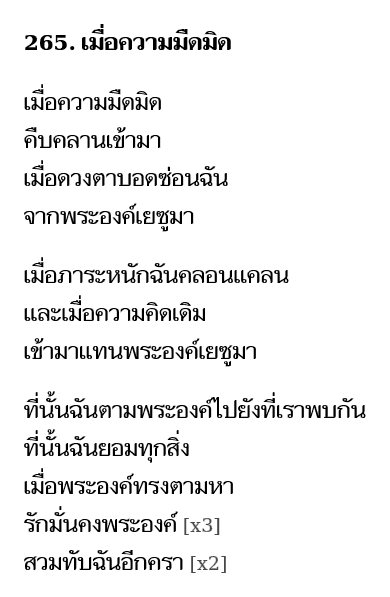 265. เมื่อความมืดมิด
เมื่อความมืดมิด
คืบคลานเข้ามา
เมื่อดวงตาบอดซ่อนฉัน
จากพระองค์เยซูมา
เมื่อภาระหนักฉันคลอนแคลน
และเมื่อความคิดเดิม
เข้ามาแทนพระองค์เยซูมา
ที่นั้นฉันตามพระองค์ไปยังที่เราพบกัน
ที่นั้นฉันยอมทุกสิ่ง
เมื่อพระองค์ทรงตามหา
รักมั่นคงพระองค์ [x3]
สวมทับฉันอีกครา [x2]